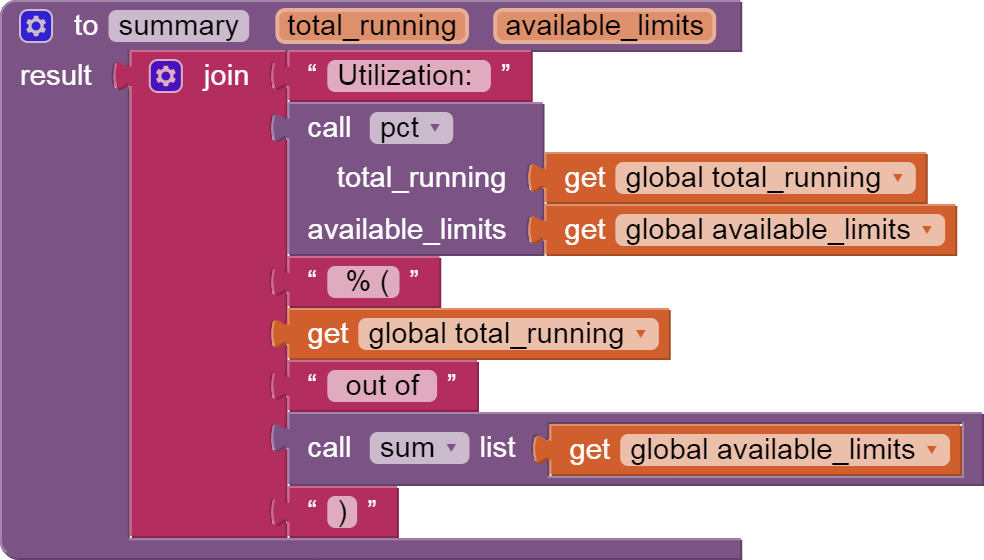 to summary total_running available_limits
result join “ Utilization: ”
call pct
total_running get global total_running
available_limits get global available_limits
“ % ( ”
get global total_running
“ out of ”
call sum list get global available_limits
“ ) ”